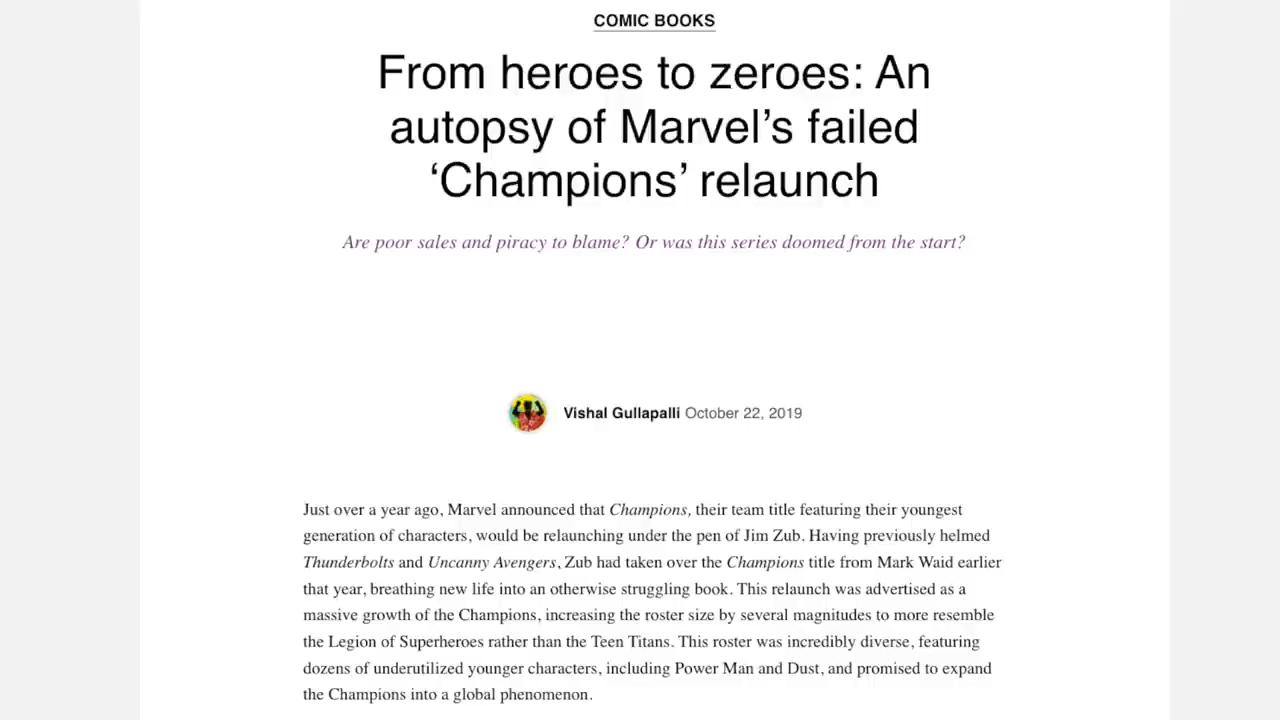 COMIC BOOKS
From heroes to zeroes: An
autopsy of Marvel’s failed
‘Champions’ relaunch
Are poor sales and piracy to blame? Or was this series doomed from the start?
Vishal Gullapalli October 22, 2019
Just over a year ago, Marvel announced that Champions, their team title featuring their youngest
generation of characters, would be relaunching under the pen of Jim Zub. Having previously helmed
Thunderbolts and Uncanny Avengers, Zub had taken over the Champions title from Mark Waid earlier
that year, breathing new life into an otherwise struggling book. This relaunch was advertised as a
massive growth of the Champions, increasing the roster size by several magnitudes to more resemble
the Legion of Superheroes rather than the Teen Titans. This roster was incredibly diverse, featuring
dozens of underutilized younger characters, including Power Man and Dust, and promised to expand
the Champions into a global phenomenon.